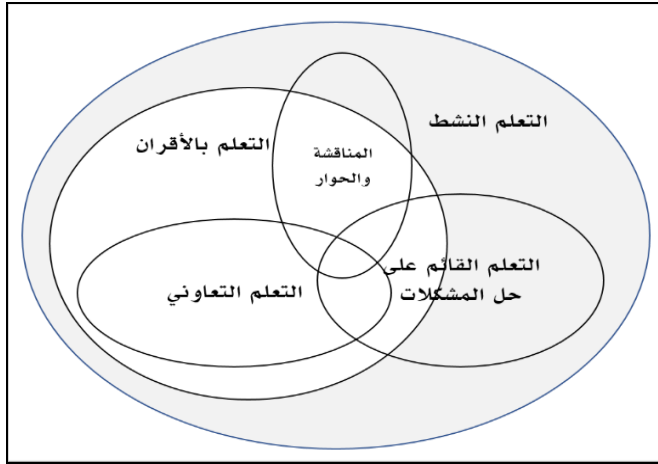 التعلم النشط
التعلم بالأقران
المناقشة
والحوار
التعلم القائم على
حل المشكلات
التعلم التعاوني